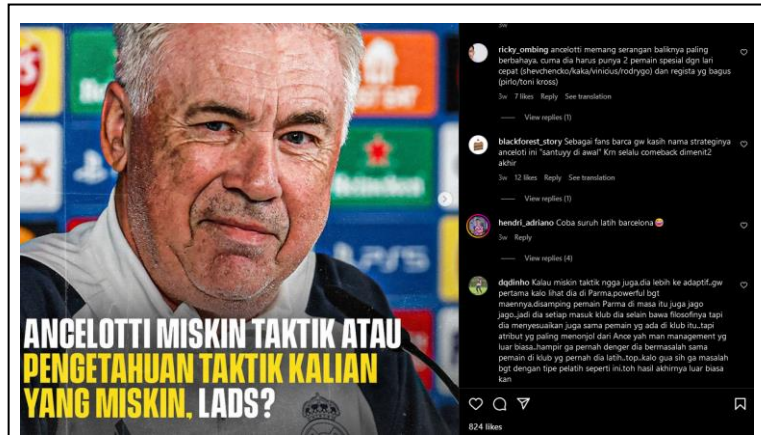 ANCELOTTI MISKIN TAKTIK ATAU
PENGETAHUAN TAKTIK KALIAN
YANG MISKIN, LADS?
3w
ricky_ombing ancelotti memang serangan baliknya paling
berbahaya. cuma dia harus punya 2 pemain spesial dgn lari
cepat (shevchencko/kaka/vinicius/rodrygo) dan regista yg bagus
(pirlo/toni kross)
3w 7 likes Reply See translation
View replies (1)
blackforest_story Sebagai fans barca gw kasih nama strateginya
anceloti ini "santuyy di awal" Krn selalu comeback dimenit2
akhir
3w 12 likes Reply See translation
View replies (1)
hendri_adriano Coba suruh latih barcelona
3w Reply
View replies (4)
dqdinho Kalau miskin taktik ngga juga.dia lebih ke adaptif..gw
pertama kalo lihat dia di Parma.powerful bgt
maennya.disamping pemain Parma di masa itu juga jago
jago..jadi dia setiap masuk klub dia selain bawa filosofinya tapi
dia menyesuaikan juga sama pemain yg ada di klub itu...tapi
atribut yg paling menonjol dari Ance yah man management yg
luar biasa..hampir ga pernah denger dia bermasalah sama
pemain di klub yg pernah dia latih..top..kalo gua sih ga masalah
bgt dengan tipe pelatih seperti ini.toh hasil akhirnya luar biasa
kan
824 likes